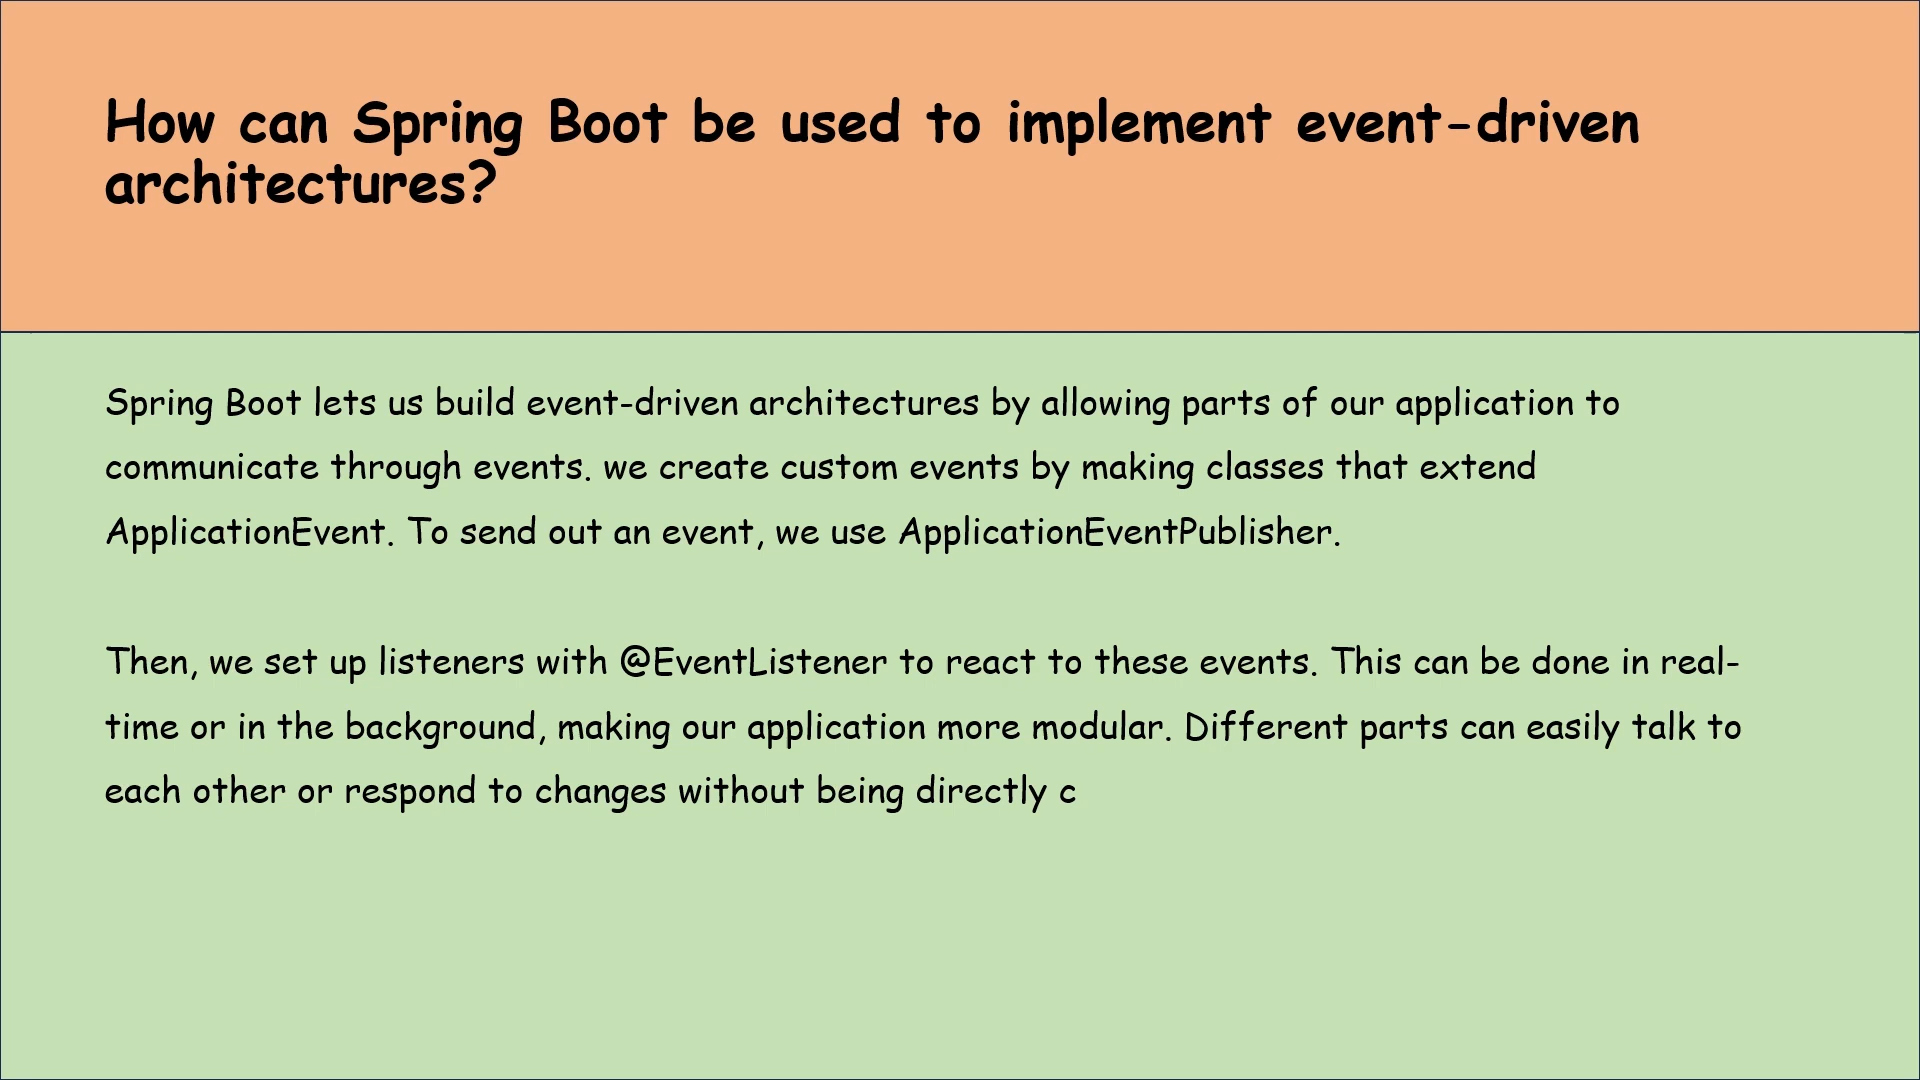 How can Spring Boot be used to implement event-driven
architectures?
Spring Boot lets us build event-driven architectures by allowing parts of our application to
communicate through events. we create custom events by making classes that extend
ApplicationEvent. To send out an event, we use ApplicationEventPublisher.
Then, we set up listeners with @EventListener to react to these events. This can be done in real-
time or in the background, making our application more modular. Different parts can easily talk to
each other or respond to changes without being directly c